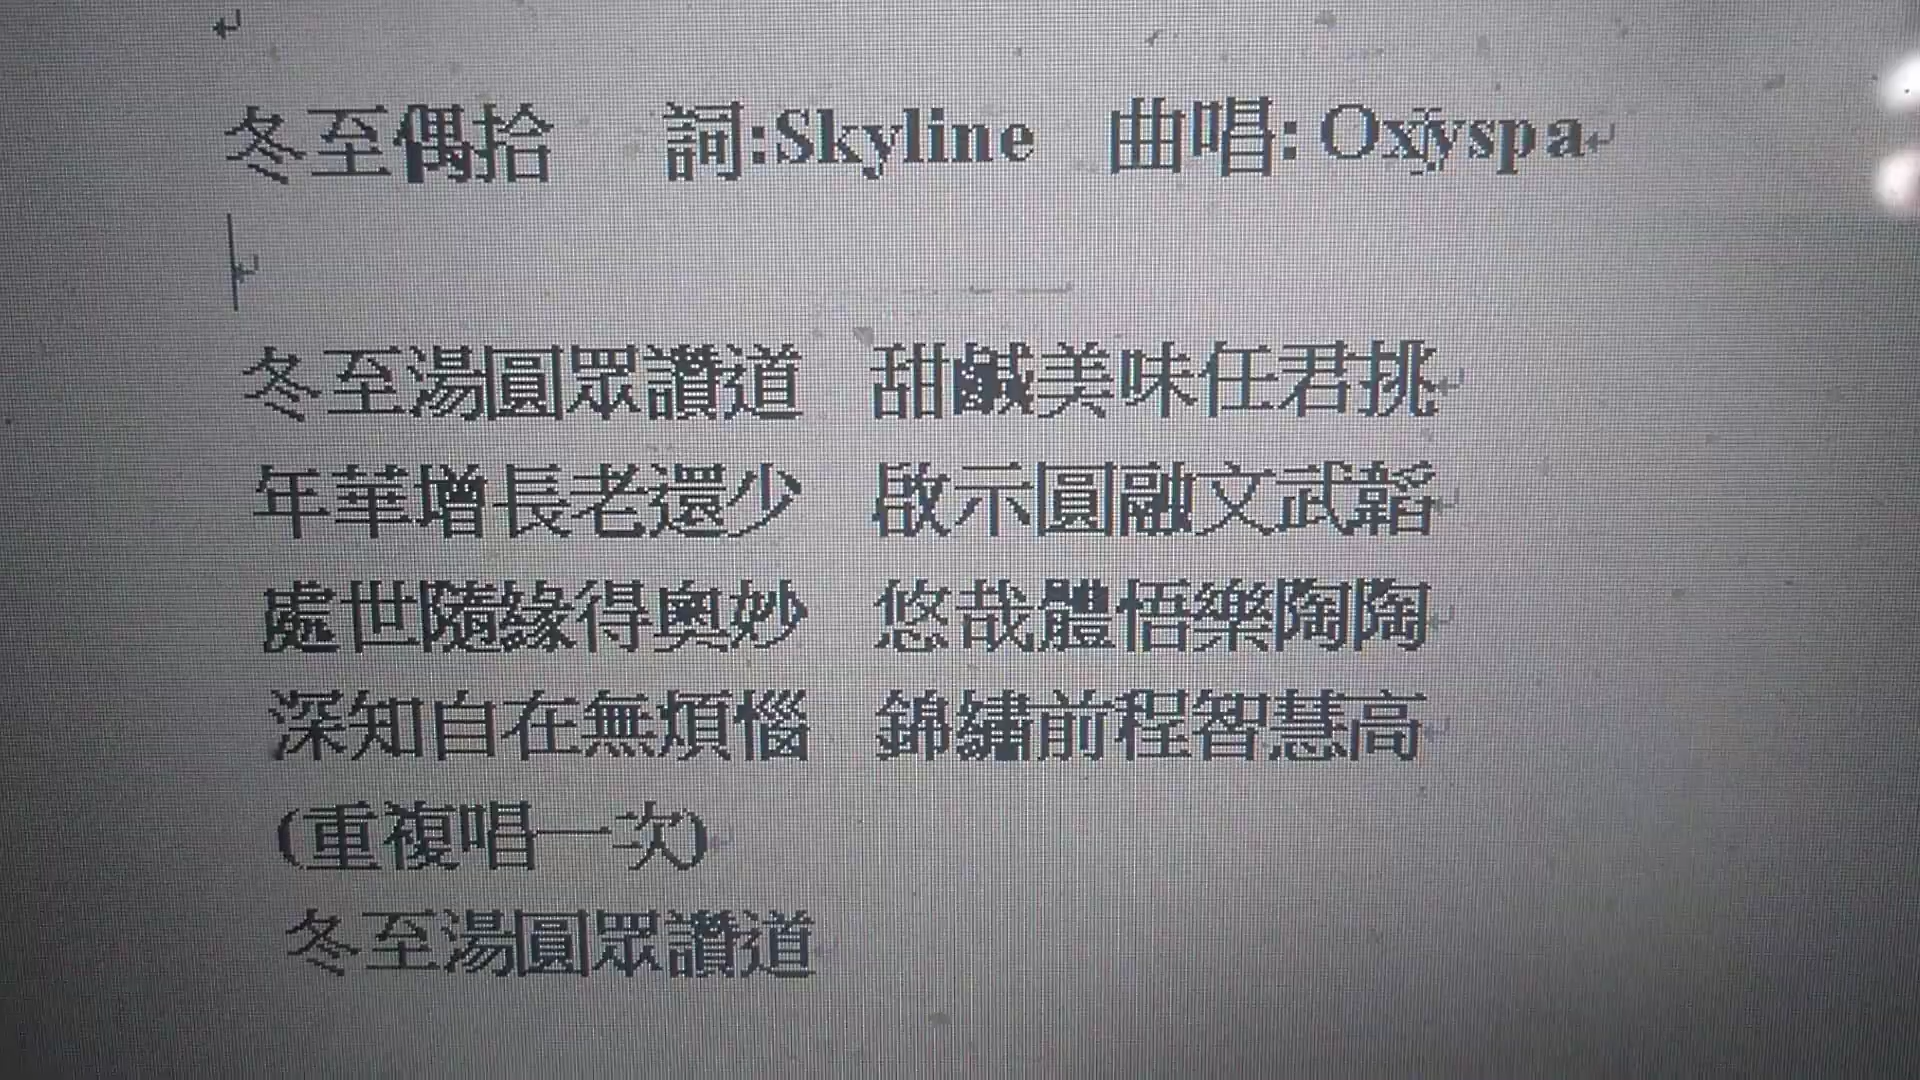 冬至偶拾 詞:Skyline 曲唱: Oxyspa
冬至湯圓眾讚道 甜鹹美味任君挑
年華增長老還少 啟示圓融文武韜
處世隨緣得奧妙 悠哉體悟樂陶陶
深知自在無煩惱 錦繡前程智慧高
(重複唱一次)
冬至湯圓眾讚道